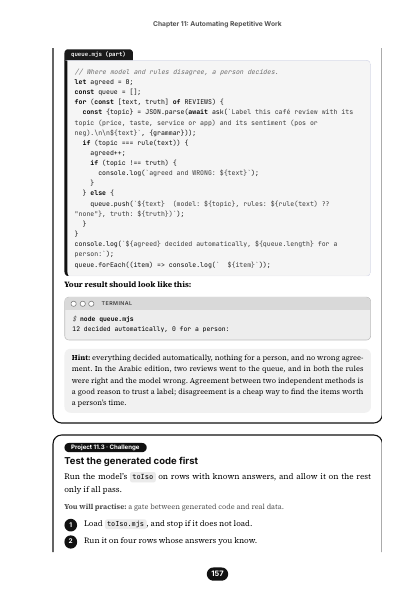 Chapter 11: Automating Repetitive Work
queue.mjs (part)
// Where model and rules disagree, a person decides.
let agreed = 0;
const queue = [];
for (const [text, truth] of REVIEWS) {
  const {topic} = JSON.parse(await ask(`Label this café review with its
topic (price, taste, service or app) and its sentiment (pos or
neg).\n\n${text}`, {grammar}));
  if (topic === rule(text)) {
    agreed++;
    if (topic !== truth) {
      console.log(`agreed and WRONG: ${text}`);
    }
  } else {
    queue.push(`${text}  (model: ${topic}, rules: ${rule(text) ??
"none"}, truth: ${truth})`);
  }
}
console.log(`${agreed} decided automatically, ${queue.length} for a
person:`);
queue.forEach((item) => console.log(`  ${item}`));
Your result should look like this:
TERMINAL
$ node queue.mjs
12 decided automatically, 0 for a person:
Hint: everything decided automatically, nothing for a person, and no wrong agree-
ment. In the Arabic edition, two reviews went to the queue, and in both the rules
were right and the model wrong. Agreement between two independent methods is
a good reason to trust a label; disagreement is a cheap way to find the items worth
a person's time.
Project 11.3 · Challenge
Test the generated code first
Run the model's toIso on rows with known answers, and allow it on the rest
only if all pass.
You will practise: a gate between generated code and real data.
1 Load toIso.mjs, and stop if it does not load.
2 Run it on four rows whose answers you know.
157